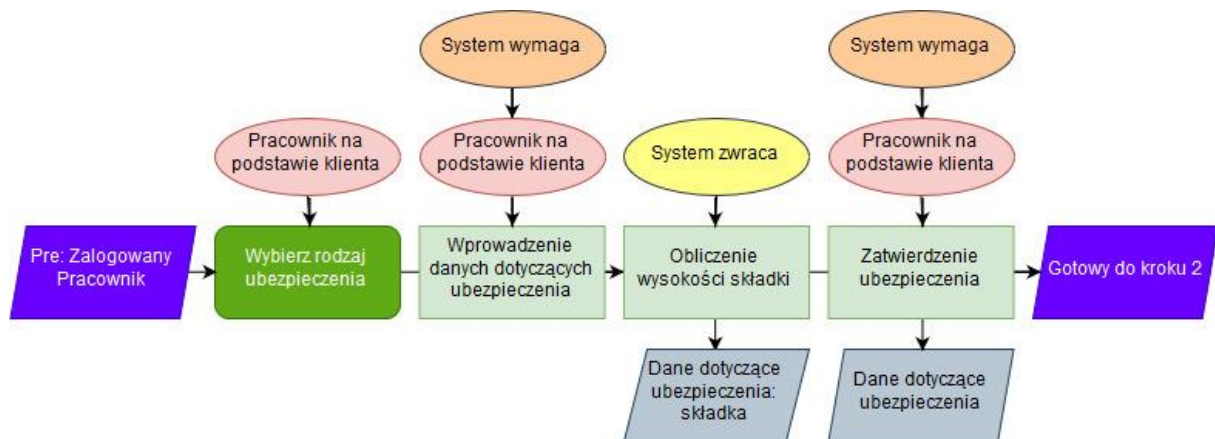 System wymaga
System wymaga
Pracownik na
podstawie klienta
Pracownik na
podstawie klienta
System zwraca
Pracownik na
podstawie klienta
Pre: Zalogowany
Pracownik
Wybierz rodzaj
ubezpieczenia
Wprowadzenie
danych dotyczących
ubezpieczenia
Obliczenie
wysokości składki
Zatwierdzenie
ubezpieczenia
Gotowy do kroku 2
Dane dotyczące
ubezpieczenia:
składka
Dane dotyczące
ubezpieczenia